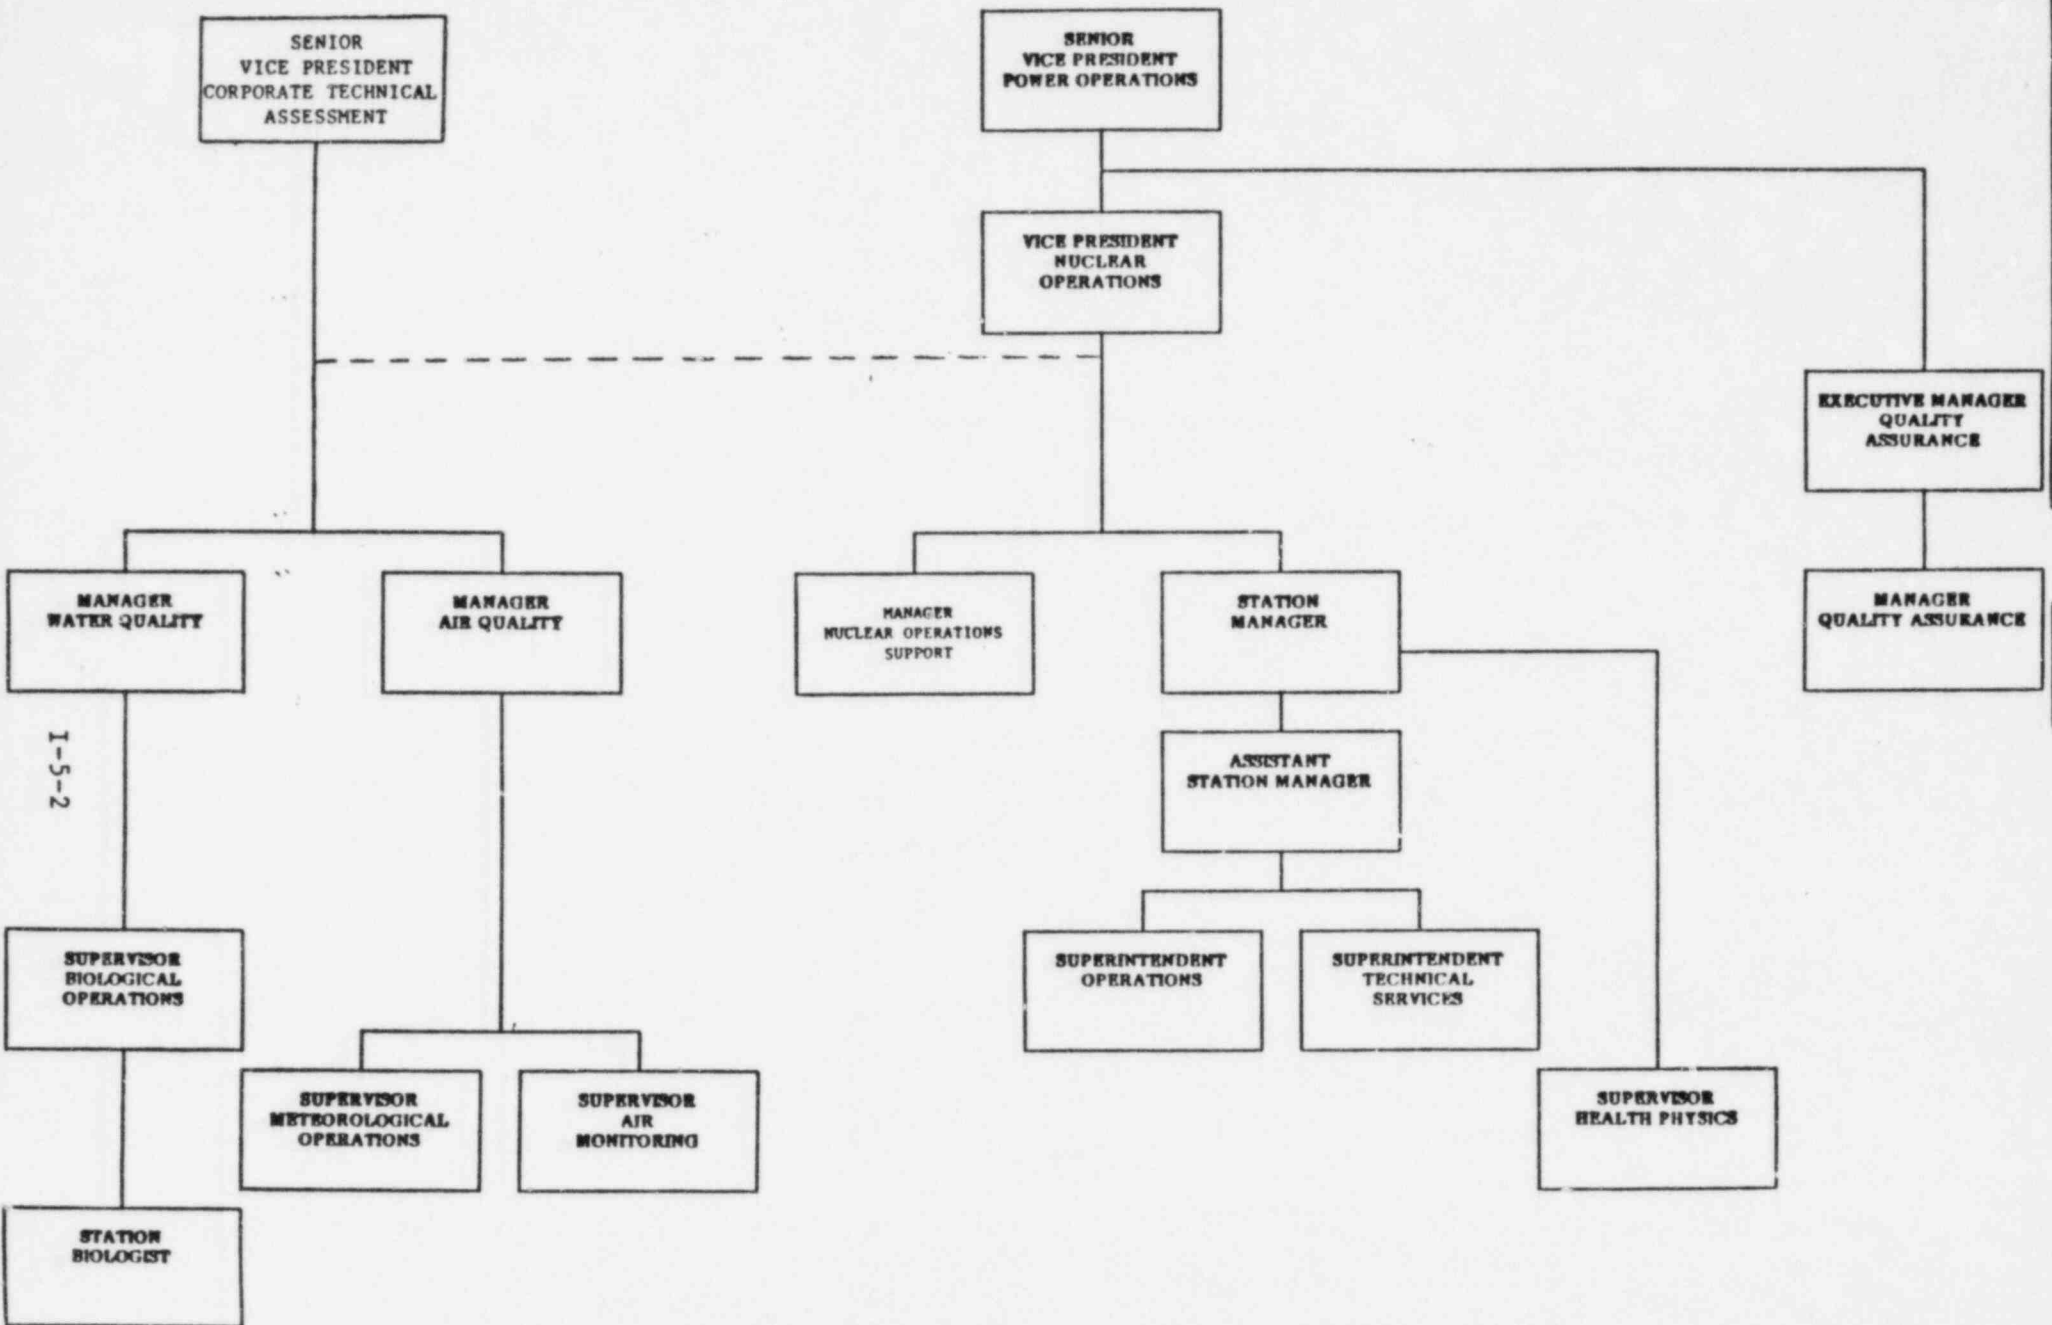 SENIOR
VICE PRESIDENT
CORPORATE TECHNICAL
ASSESSMENT
SENIOR
VICE PRESIDENT
POWER OPERATIONS
VICE PRESIDENT
NUCLEAR
OPERATIONS
EXECUTIVE MANAGER
QUALITY
ASSURANCE
MANAGER
WATER QUALITY
MANAGER
AIR QUALITY
MANAGER
NUCLEAR OPERATIONS
SUPPORT
STATION
MANAGER
MANAGER
QUALITY ASSURANCE
I-5-2
ASSISTANT
STATION MANAGER
SUPERVISOR
BIOLOGICAL
OPERATIONS
SUPERINTENDENT
OPERATIONS
SUPERINTENDENT
TECHNICAL
SERVICES
SUPERVISOR
METEOROLOGICAL
OPERATIONS
SUPERVISOR
AIR
MONITORING
SUPERVISOR
HEALTH PHYSICS
STATION
BIOLOGIST